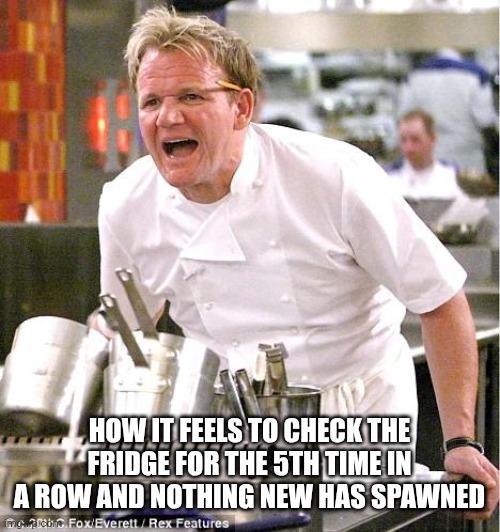 HOW IT FEELS TO CHECK THE
FRIDGE FOR THE 5TH TIME IN
A ROW AND NOTHING NEW HAS SPAWNED
C.Fox/Everett / Rex Features